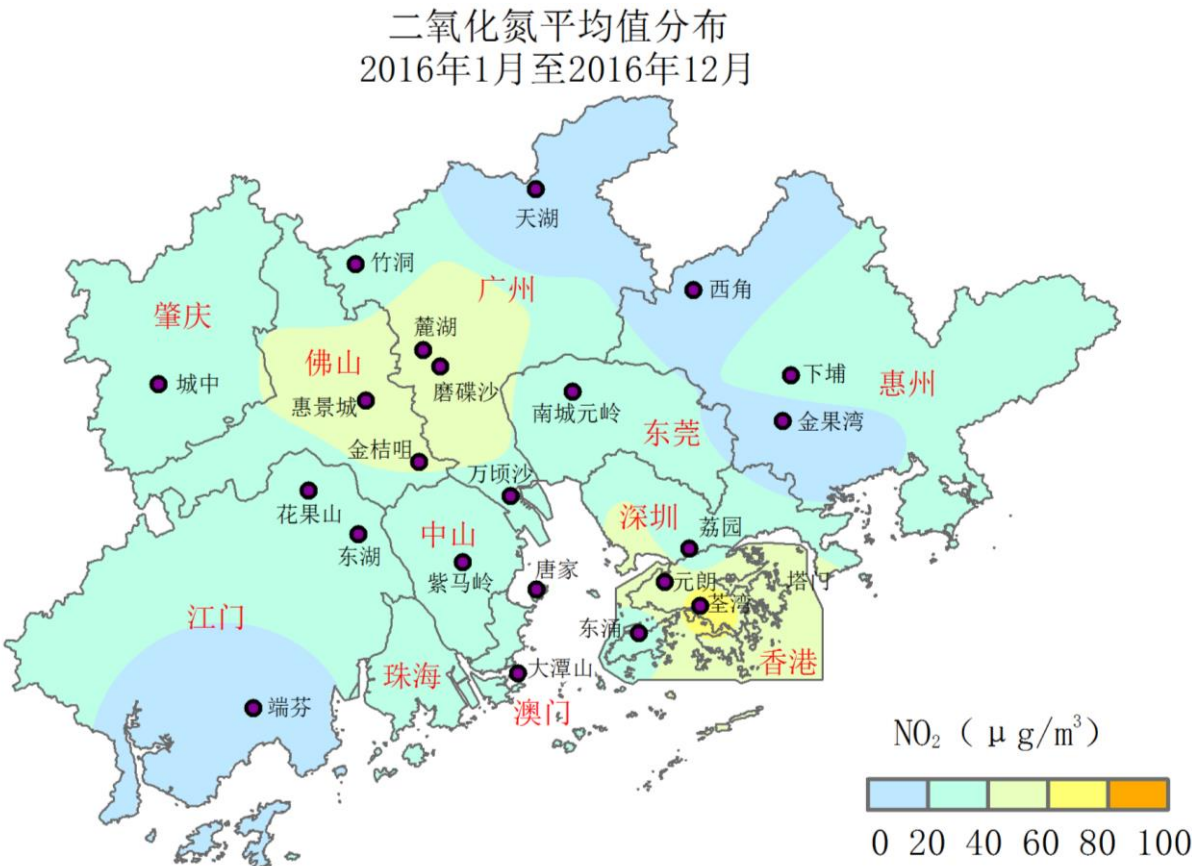 二氧化氮平均值分布
2016年1月至2016年12月
天湖
竹洞
广州
西角
肇庆
麓湖
佛山
磨碟沙
下埔
惠州
城中
惠景城
南城元岭
金果湾
东莞
金桔咀
万顷沙
花果山
深圳
荔园
中山
东湖
紫马岭
唐家
元朗
塔门
荃湾
江门
东涌
香港
珠海
大潭山
澳门
端芬
NO₂ (μg/m³)
0 20 40 60 80 100